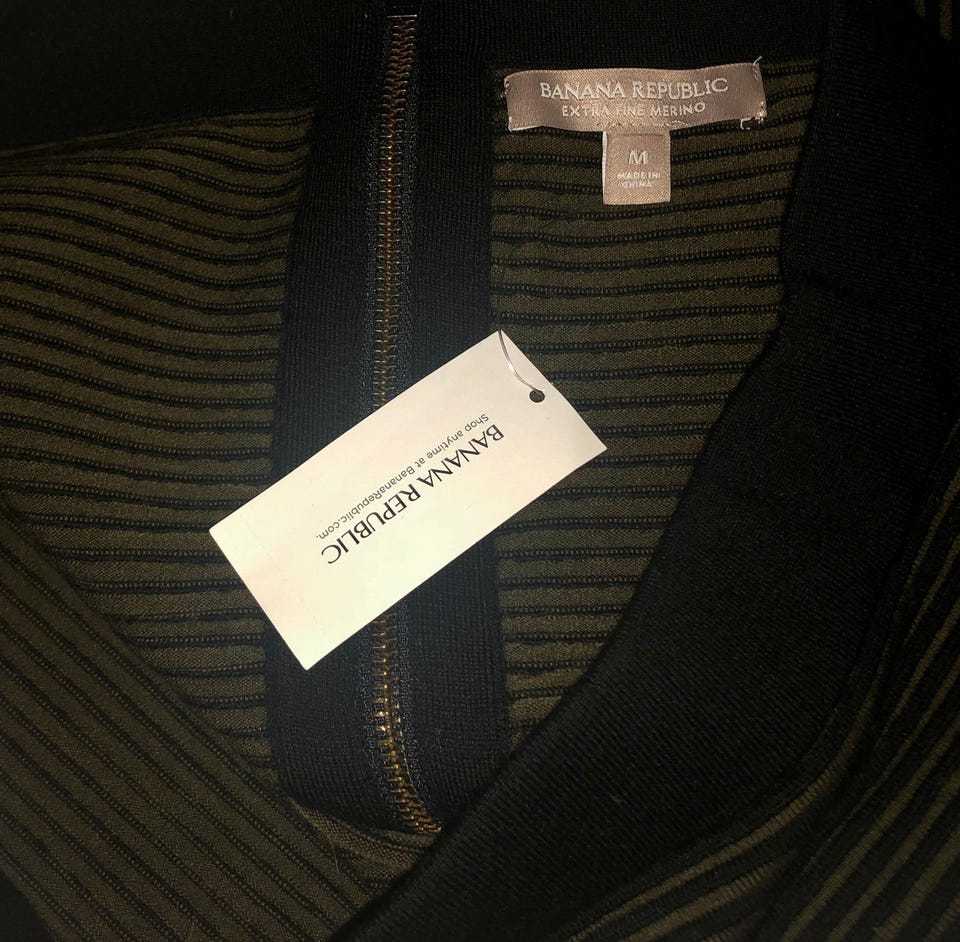 BANANA REPUBLIC
EXTRA FINE MERINO
M
MADE IN
CHINA
BANANA REPUBLIC
Shop anytime at BananaRepublic.com.